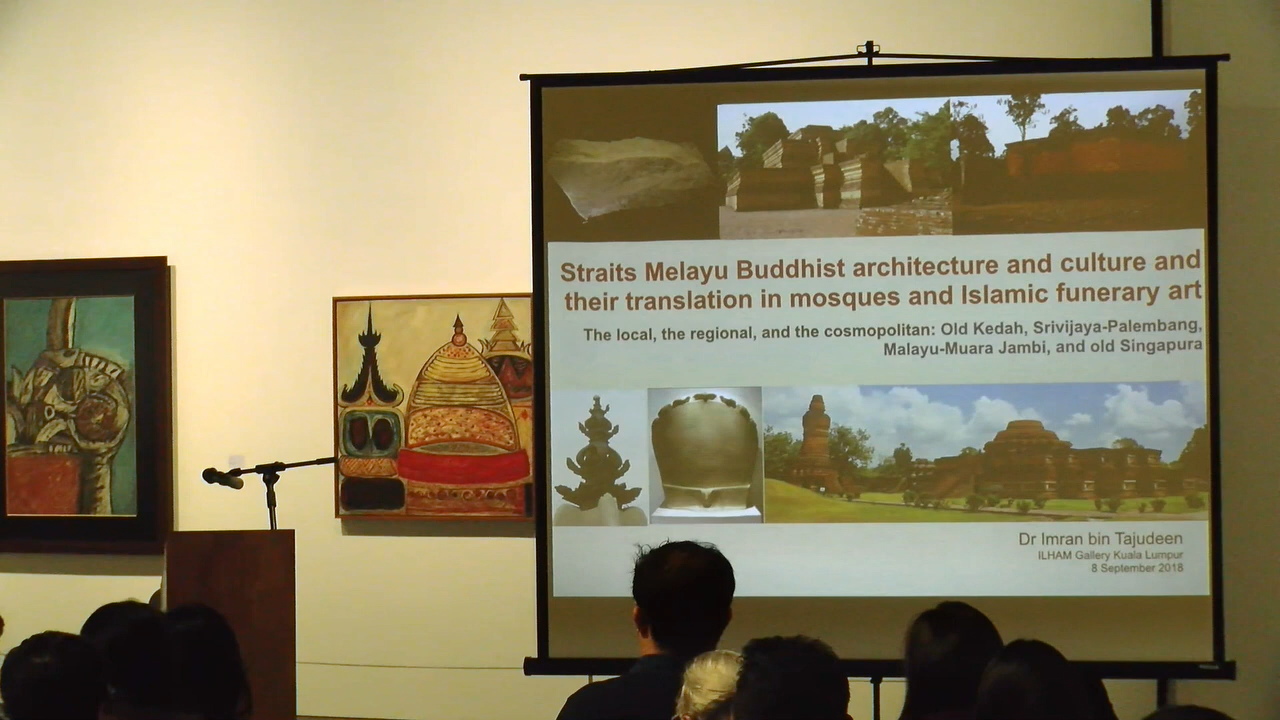 Straits Melayu Buddhist architecture and culture and
their translation in mosques and Islamic funerary art
The local, the regional, and the cosmopolitan: Old Kedah, Srivijaya-Palembang,
Malayu-Muara Jambi, and old Singapura
Dr Imran bin Tajudeen
ILHAM Gallery Kuala Lumpur
8 September 2018